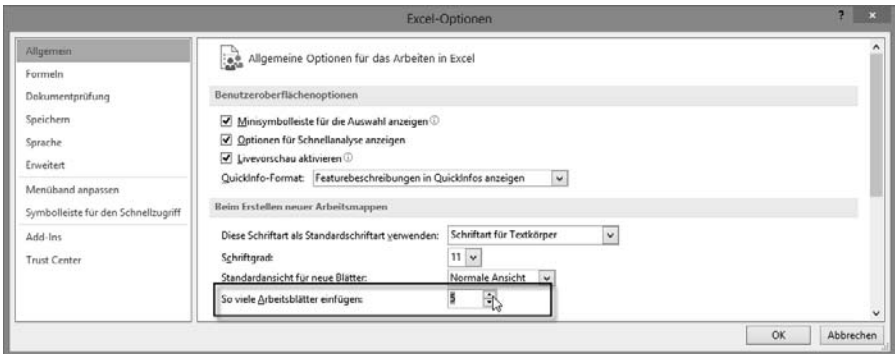 Excel-Optionen
?
x
Allgemein
Formeln
Dokumentprüfung
Speichern
Sprache
Erweitert
Menüband anpassen
Symbolleiste für den Schnellzugriff
Add-Ins
Trust Center
Allgemeine Optionen für das Arbeiten in Excel
Benutzeroberflächenoptionen
Minisymbolleiste für die Auswahl anzeigen
Optionen für Schnellanalyse anzeigen
Livevorschau aktivieren
QuickInfo-Format: Featurebeschreibungen in QuickInfos anzeigen
Beim Erstellen neuer Arbeitsmappen
Diese Schriftart als Standardschriftart verwenden: Schriftart für Textkörper
Schriftgrad: 11
Standardansicht für neue Blätter: Normale Ansicht
So viele Arbeitsblätter einfügen: 5
OK Abbrechen